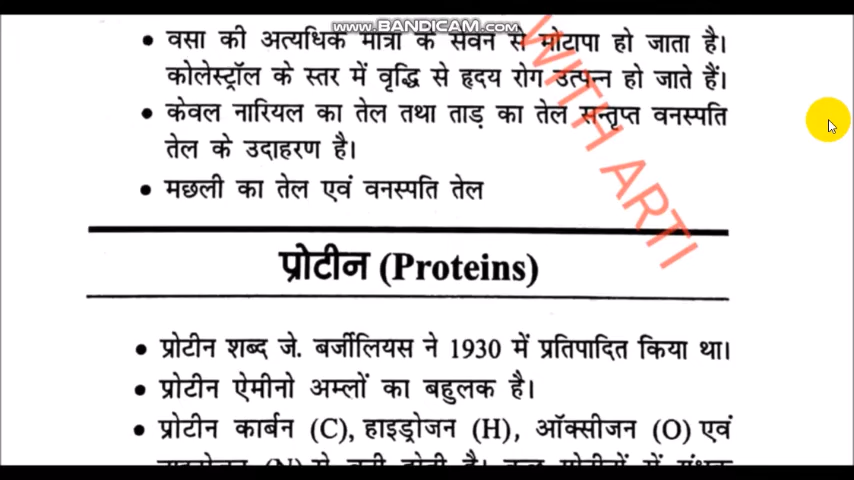 WWW.BANDICAM.COM
• वसा की अत्यधिक मात्रा के सेवन से मोटापा हो जाता है।
कोलेस्ट्रॉल के स्तर में वृद्धि से हृदय रोग उत्पन्न हो जाते हैं।
• केवल नारियल का तेल तथा ताड़ का तेल सन्तृप्त वनस्पति
तेल के उदाहरण है।
• मछली का तेल एवं वनस्पति तेल
WITH ARTI
प्रोटीन (Proteins)
• प्रोटीन शब्द जे. बर्जीलियस ने 1930 में प्रतिपादित किया था।
• प्रोटीन ऐमीनो अम्लों का बहुलक है।
• प्रोटीन कार्बन (C), हाइड्रोजन (H), ऑक्सीजन (O) एवं